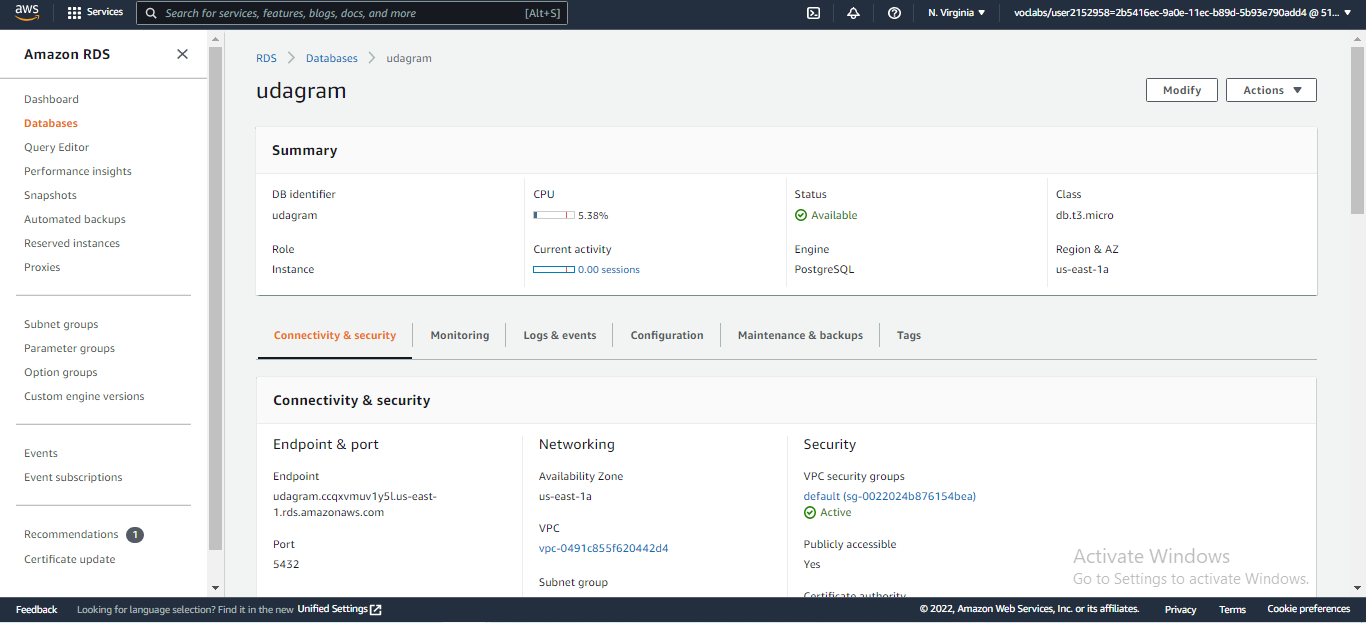 aws
Services
Search for services, features, blogs, docs, and more
[Alt+S]
N. Virginia
voclabs/user2152958=2b5416ec-9a0e-11ec-b89d-5b93e790add4 @ 51...
Amazon RDS
Dashboard
Databases
Query Editor
Performance insights
Snapshots
Automated backups
Reserved instances
Proxies
Subnet groups
Parameter groups
Option groups
Custom engine versions
Events
Event subscriptions
Recommendations 1
Certificate update
RDS > Databases > udagram
udagram
Modify
Actions
Summary
DB identifier
udagram
CPU
5.38%
Status
Available
Class
db.t3.micro
Role
Instance
Current activity
0.00 sessions
Engine
PostgreSQL
Region & AZ
us-east-1a
Connectivity & security
Monitoring
Logs & events
Configuration
Maintenance & backups
Tags
Connectivity & security
Endpoint & port
Endpoint
udagram.ccqxvmuv1y5l.us-east-
1.rds.amazonaws.com
Port
5432
Networking
Availability Zone
us-east-1a
VPC
vpc-0491c855f620442d4
Subnet group
Security
VPC security groups
default (sg-0022024b876154bea)
Active
Publicly accessible
Yes
Certificate authority
Activate Windows
Go to Settings to activate Windows.
Feedback
Looking for language selection? Find it in the new Unified Settings
© 2022, Amazon Web Services, Inc. or its affiliates.
Privacy
Terms
Cookie preferences